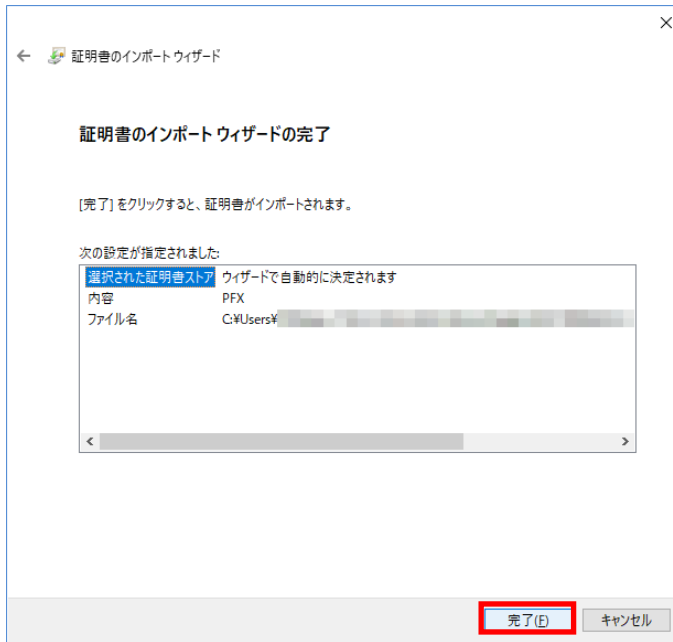 証明書のインポート ウィザード
証明書のインポート ウィザードの完了
[完了] をクリックすると、証明書がインポートされます。
次の設定が指定されました:
選択された証明書ストア ウィザードで自動的に決定されます
内容 PFX
ファイル名 C:¥Users¥
完了(F) キャンセル